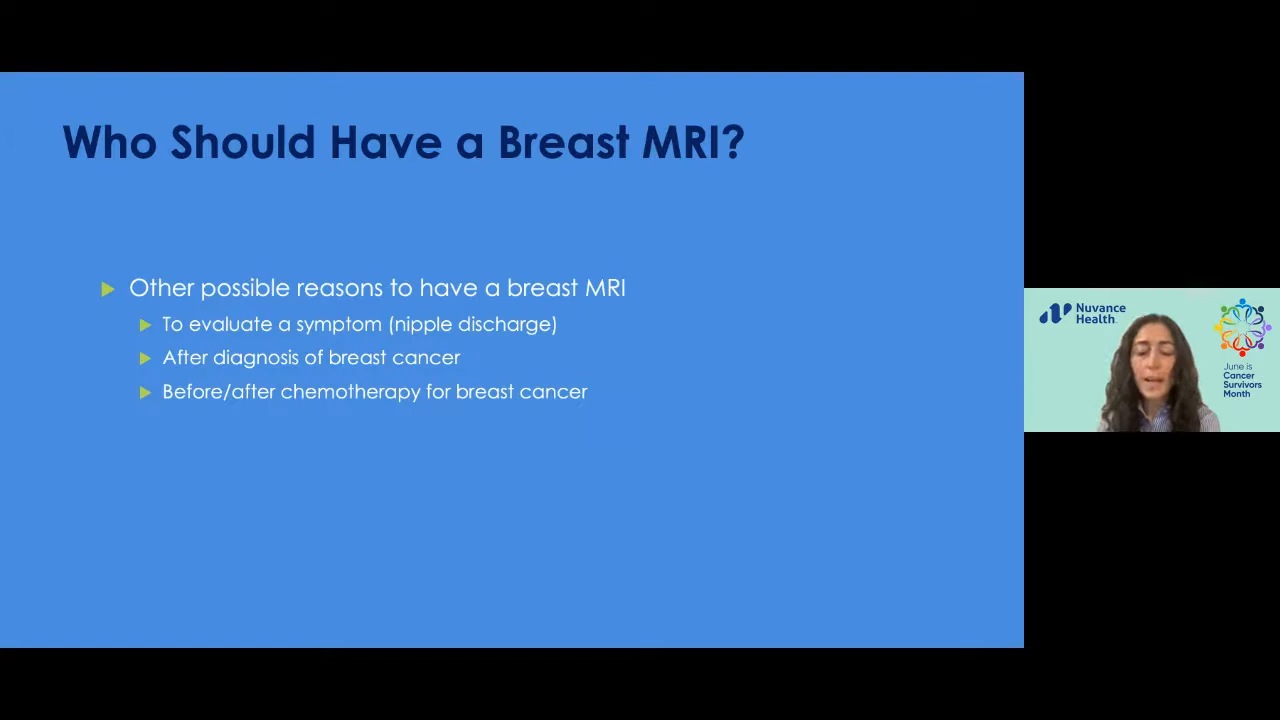 Who Should Have a Breast MRI?
Other possible reasons to have a breast MRI
To evaluate a symptom (nipple discharge)
After diagnosis of breast cancer
Before/after chemotherapy for breast cancer
Nuvance
Health
June is
Cancer
Survivors
Month